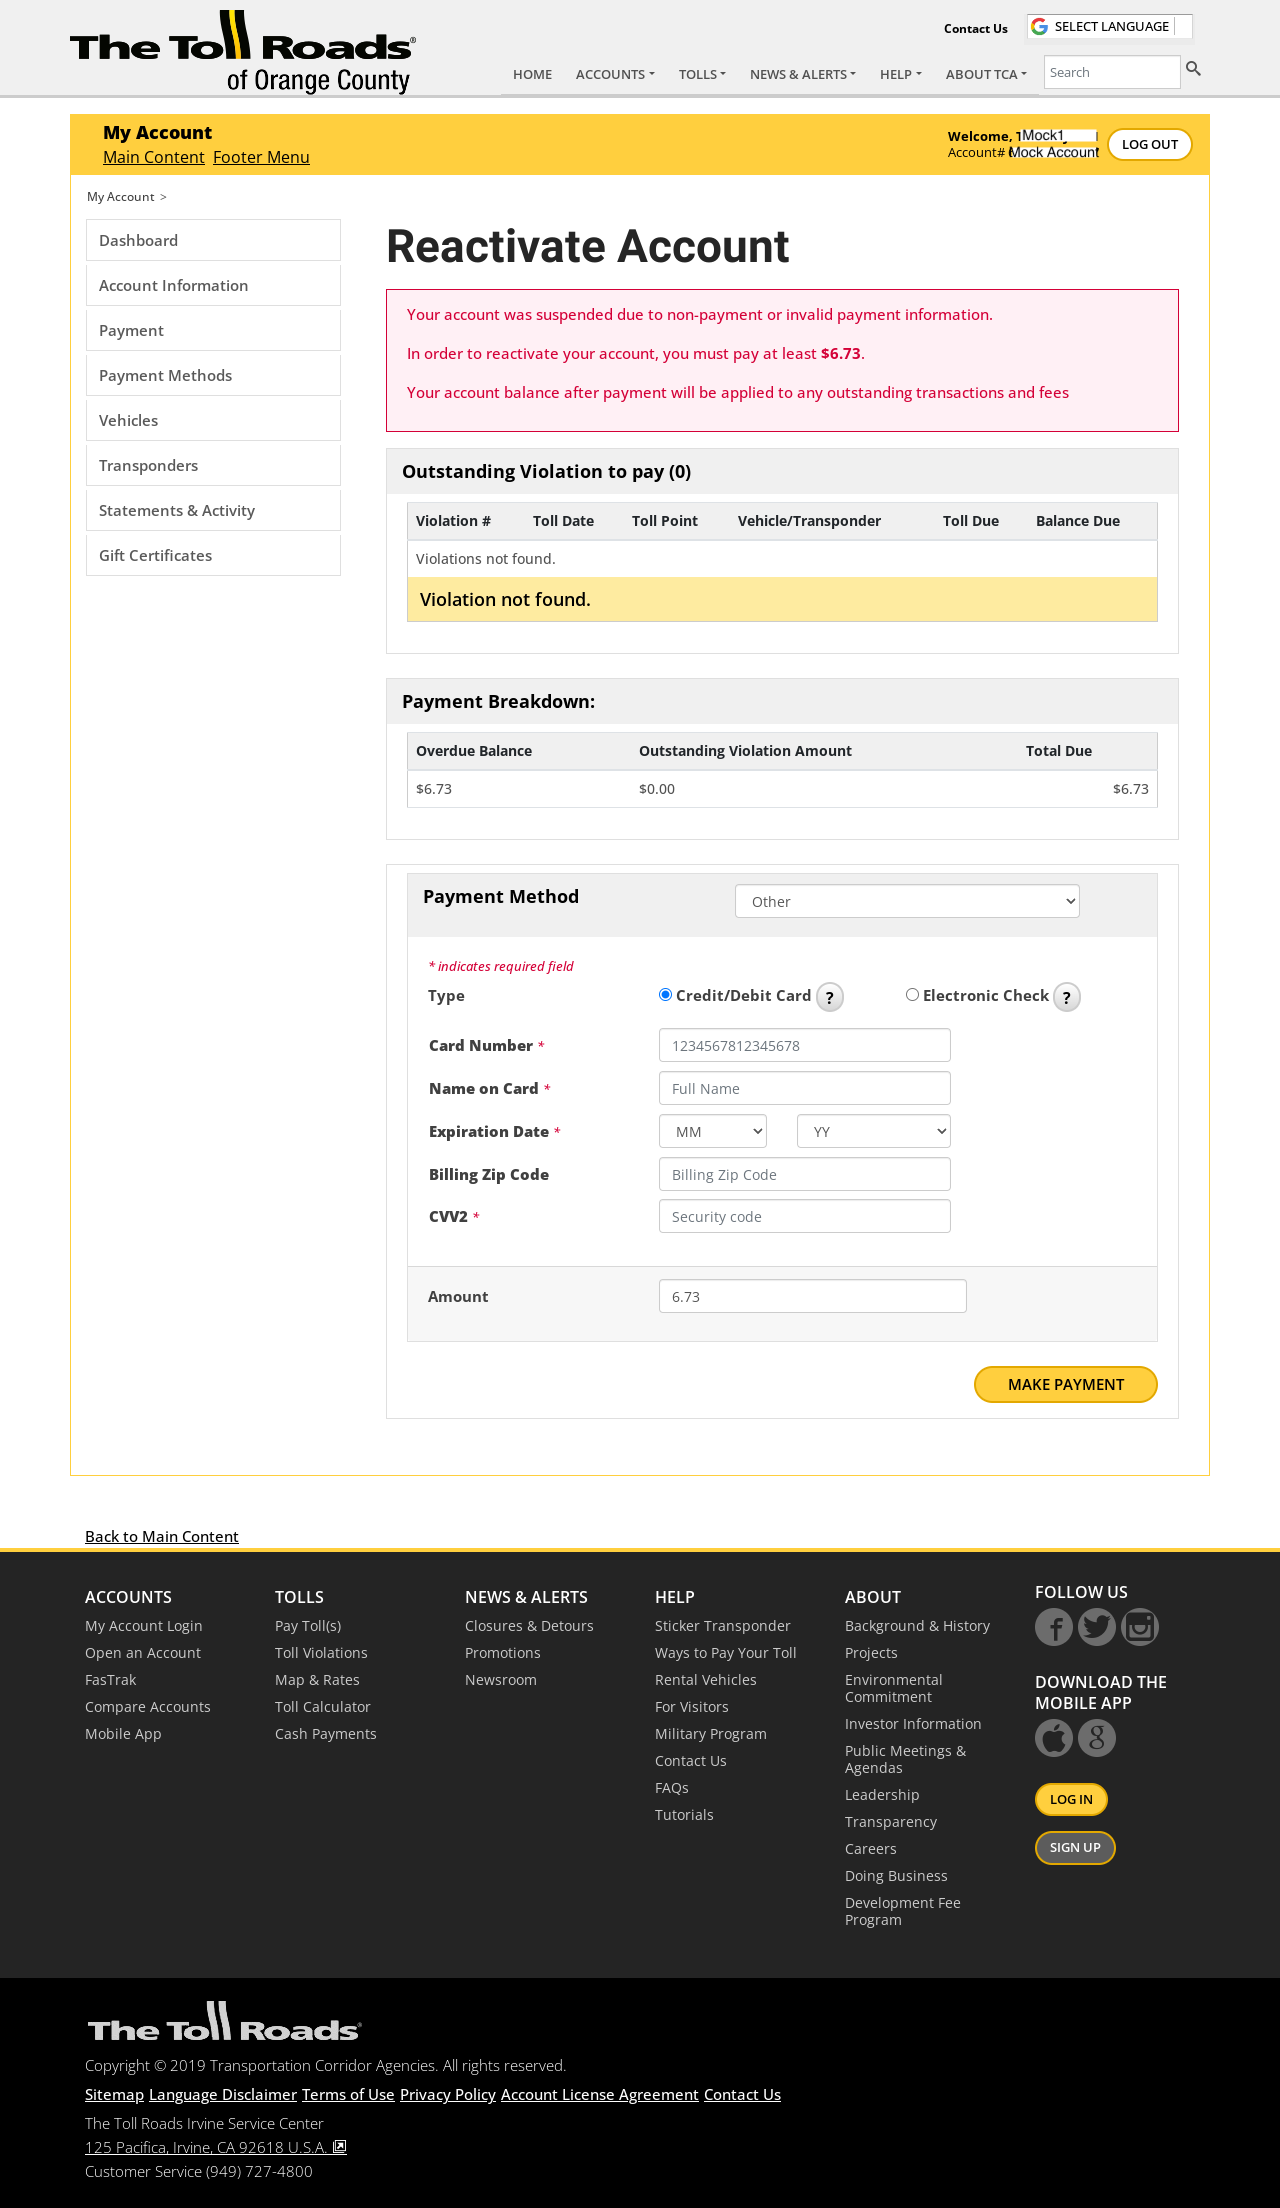 The Toll Roads®
of Orange County
Contact Us
SELECT LANGUAGE
HOME ACCOUNTS TOLLS NEWS & ALERTS HELP ABOUT TCA Search
My Account
Main Content Footer Menu
Welcome, Mock1
Account# Mock Account
LOG OUT
My Account >
Dashboard
Account Information
Payment
Payment Methods
Vehicles
Transponders
Statements & Activity
Gift Certificates
Reactivate Account
Your account was suspended due to non-payment or invalid payment information.
In order to reactivate your account, you must pay at least $6.73.
Your account balance after payment will be applied to any outstanding transactions and fees
Outstanding Violation to pay (0)
Violation # Toll Date Toll Point Vehicle/Transponder Toll Due Balance Due
Violations not found.
Violation not found.
Payment Breakdown:
Overdue Balance Outstanding Violation Amount Total Due
$6.73 $0.00 $6.73
Payment Method Other
* indicates required field
Type Credit/Debit Card ? Electronic Check ?
Card Number * 1234567812345678
Name on Card * Full Name
Expiration Date * MM YY
Billing Zip Code Billing Zip Code
CVV2 * Security code
Amount 6.73
MAKE PAYMENT
Back to Main Content
ACCOUNTS
My Account Login
Open an Account
FasTrak
Compare Accounts
Mobile App
TOLLS
Pay Toll(s)
Toll Violations
Map & Rates
Toll Calculator
Cash Payments
NEWS & ALERTS
Closures & Detours
Promotions
Newsroom
HELP
Sticker Transponder
Ways to Pay Your Toll
Rental Vehicles
For Visitors
Military Program
Contact Us
FAQs
Tutorials
ABOUT
Background & History
Projects
Environmental
Commitment
Investor Information
Public Meetings &
Agendas
Leadership
Transparency
Careers
Doing Business
Development Fee
Program
FOLLOW US
DOWNLOAD THE
MOBILE APP
LOG IN
SIGN UP
The Toll Roads®
Copyright © 2019 Transportation Corridor Agencies. All rights reserved.
Sitemap Language Disclaimer Terms of Use Privacy Policy Account License Agreement Contact Us
The Toll Roads Irvine Service Center
125 Pacifica, Irvine, CA 92618 U.S.A.
Customer Service (949) 727-4800